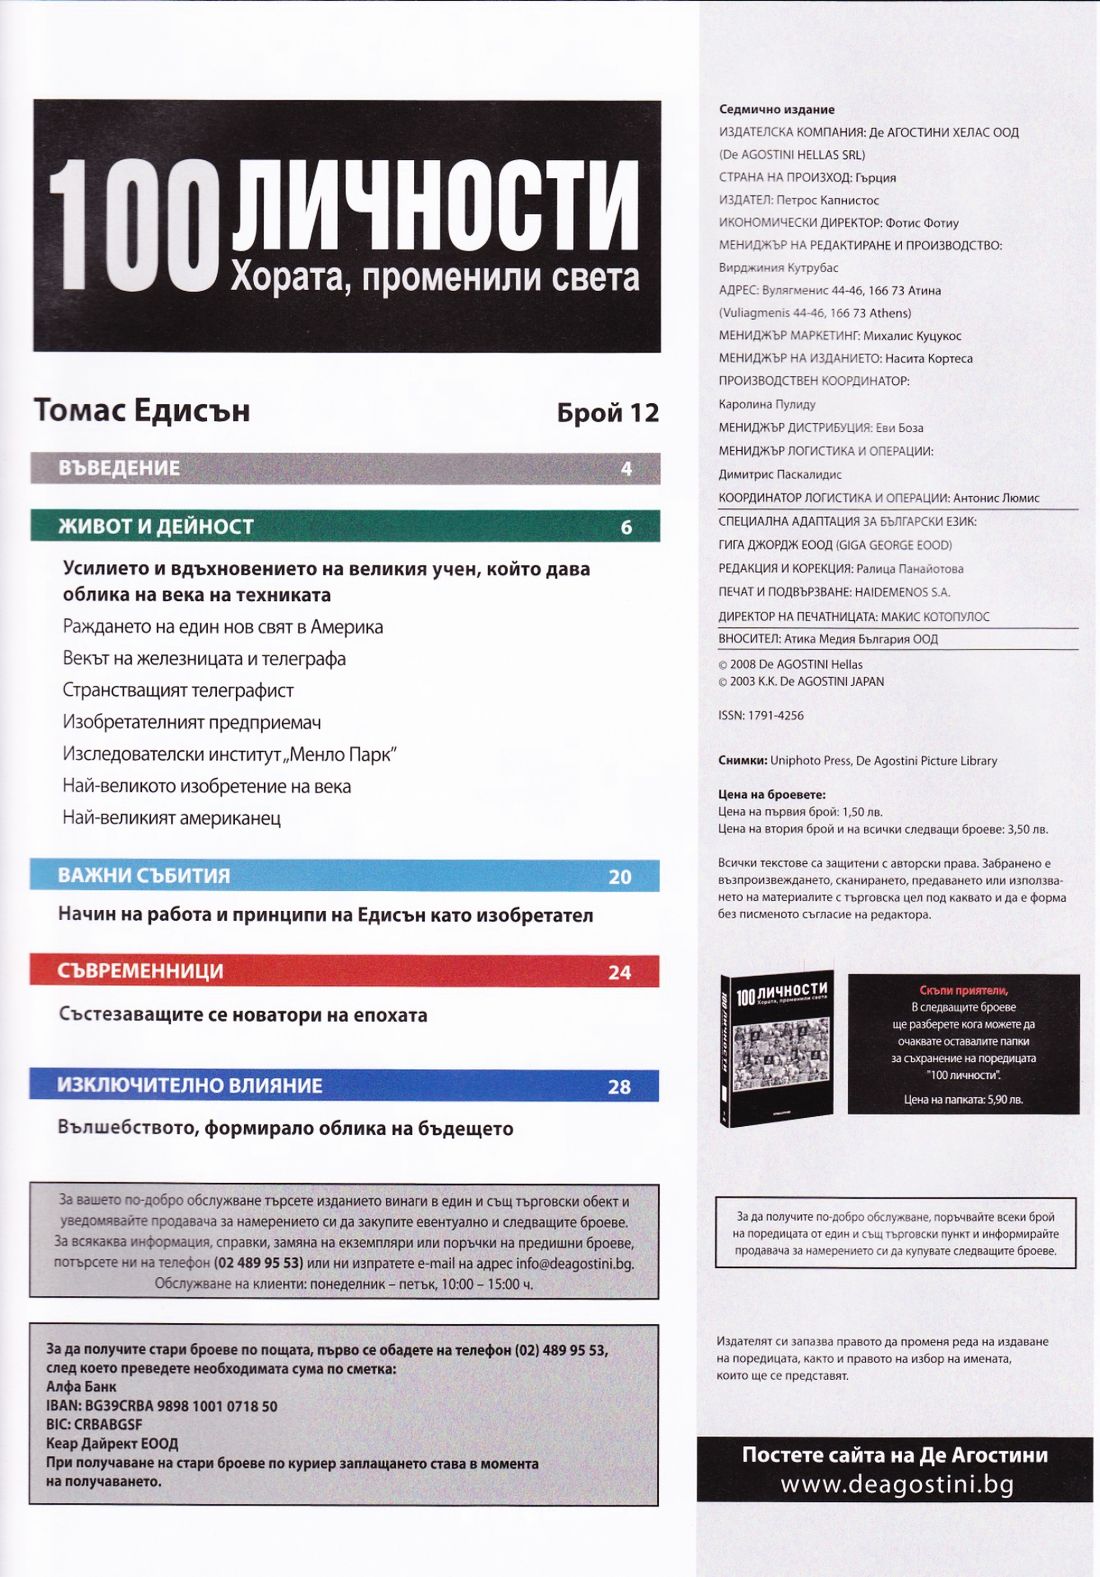 100 ЛИЧНОСТИ
Хората, променили света
Томас Едисън Брой 12
ВЪВЕДЕНИЕ 4
ЖИВОТ И ДЕЙНОСТ 6
Усилието и вдъхновението на великия учен, който дава
облика на века на техниката
Раждането на един нов свят в Америка
Векът на железницата и телеграфа
Странстващият телеграфист
Изобретателният предприемач
Изследователски институт „Менло Парк”
Най-великото изобретение на века
Най-великият американец
ВАЖНИ СЪБИТИЯ 20
Начин на работа и принципи на Едисън като изобретател
СЪВРЕМЕННИЦИ 24
Състезаващите се новатори на епохата
ИЗКЛЮЧИТЕЛНО ВЛИЯНИЕ 28
Вълшебството, формирало облика на бъдещето
За вашето по-добро обслужване търсете изданието винаги в един и същ търговски обект и
уведомявайте продавача за намерението си да закупите евентуално и следващите броеве.
За всякаква информация, справки, замяна на екземпляри или поръчки на предишни броеве,
потърсете ни на телефон (02 489 95 53) или ни изпратете e-mail на адрес info@deagostini.bg.
Обслужване на клиенти: понеделник – петък, 10:00 – 15:00 ч.
За да получите стари броеве по пощата, първо се обадете на телефон (02) 489 95 53,
след което преведете необходимата сума по сметка:
Алфа Банк
IBAN: BG39CRBA 9898 1001 0718 50
BIC: CRBABGSF
Кеар Дайрект ЕООД
При получаване на стари броеве по куриер заплащането става в момента
на получаването.
Седмично издание
ИЗДАТЕЛСКА КОМПАНИЯ: Де АГОСТИНИ ХЕЛАС ООД
(De AGOSTINI HELLAS SRL)
СТРАНА НА ПРОИЗХОД: Гърция
ИЗДАТЕЛ: Петрос Капнистос
ИКОНОМИЧЕСКИ ДИРЕКТОР: Фотис Фотиу
МЕНИДЖЪР НА РЕДАКТИРАНЕ И ПРОИЗВОДСТВО:
Вирджиния Кутрубас
АДРЕС: Вулягменис 44-46, 166 73 Атина
(Vuliagmenis 44-46, 166 73 Athens)
МЕНИДЖЪР МАРКЕТИНГ: Михалис Куцукос
МЕНИДЖЪР НА ИЗДАНИЕТО: Насита Кортеса
ПРОИЗВОДСТВЕН КООРДИНАТОР:
Каролина Пулиду
МЕНИДЖЪР ДИСТРИБУЦИЯ: Еви Боза
МЕНИДЖЪР ЛОГИСТИКА И ОПЕРАЦИИ:
Димитрис Паскалидис
КООРДИНАТОР ЛОГИСТИКА И ОПЕРАЦИИ: Антонис Люмис
СПЕЦИАЛНА АДАПТАЦИЯ ЗА БЪЛГАРСКИ ЕЗИК:
ГИГА ДЖОРДЖ ЕООД (GIGA GEORGE EOOD)
РЕДАКЦИЯ И КОРЕКЦИЯ: Ралица Панайотова
ПЕЧАТ И ПОДВЪРЗВАНЕ: HAIDEMENOS S.A.
ДИРЕКТОР НА ПЕЧАТНИЦАТА: МАКИС КОТОПУЛОС
ВНОСИТЕЛ: Атика Медия България ООД
© 2008 De AGOSTINI Hellas
© 2003 K.K. De AGOSTINI JAPAN
ISSN: 1791-4256
Снимки: Uniphoto Press, De Agostini Picture Library
Цена на броевете:
Цена на първия брой: 1,50 лв.
Цена на втория брой и на всички следващи броеве: 3,50 лв.
Всички текстове са защитени с авторски права. Забранено е
възпроизвеждането, сканирането, предаването или използва-
нето на материалите с търговска цел под каквато и да е форма
без писменото съгласие на редактора.
100 ЛИЧНОСТИ
Хората, променили света
100 ЛИЧНОСТИ
Скъпи приятели,
В следващите броеве
ще разберете кога можете да
очаквате оставалите папки
за съхранение на поредицата
"100 личности".
Цена на папката: 5,90 лв.
За да получите по-добро обслужване, поръчвайте всеки брой
на поредицата от един и същ търговски пункт и информирайте
продавача за намерението си да купувате следващите броеве.
Издателят си запазва правото да променя реда на издаване
на поредицата, както и правото на избор на имената,
които ще се представят.
Постете сайта на Де Агостини
www.deagostini.bg